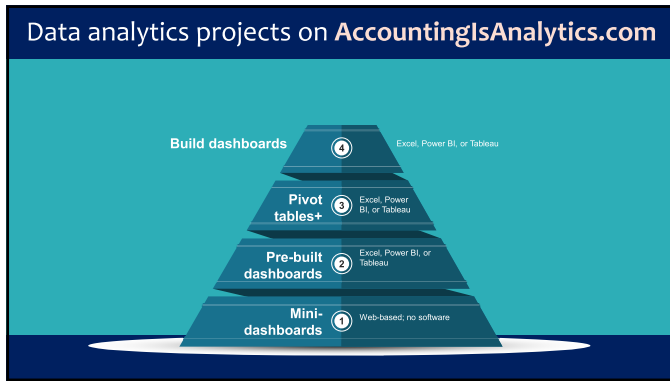 Data analytics projects on AccountingIsAnalytics.com
Build dashboards
4
Excel, Power BI, or Tableau
Pivot
tables+
3
Excel, Power
BI, or Tableau
Pre-built
dashboards
2
Excel, Power BI, or
Tableau
Mini-
dashboards
1
Web-based; no software